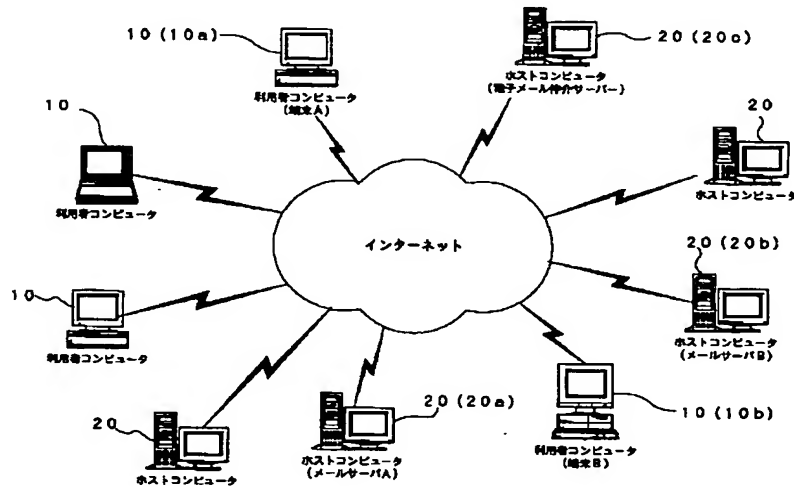 10(10a)
利用者コンピュータ
(端末A)
20(20c)
ホストコンピュータ
(電子メール仲介サーバー)
10
利用者コンピュータ
20
ホストコンピュータ
インターネット
20(20b)
ホストコンピュータ
(メールサーバB)
10
利用者コンピュータ
20
ホストコンピュータ
20(20a)
ホストコンピュータ
(メールサーバA)
10(10b)
利用者コンピュータ
(端末B)